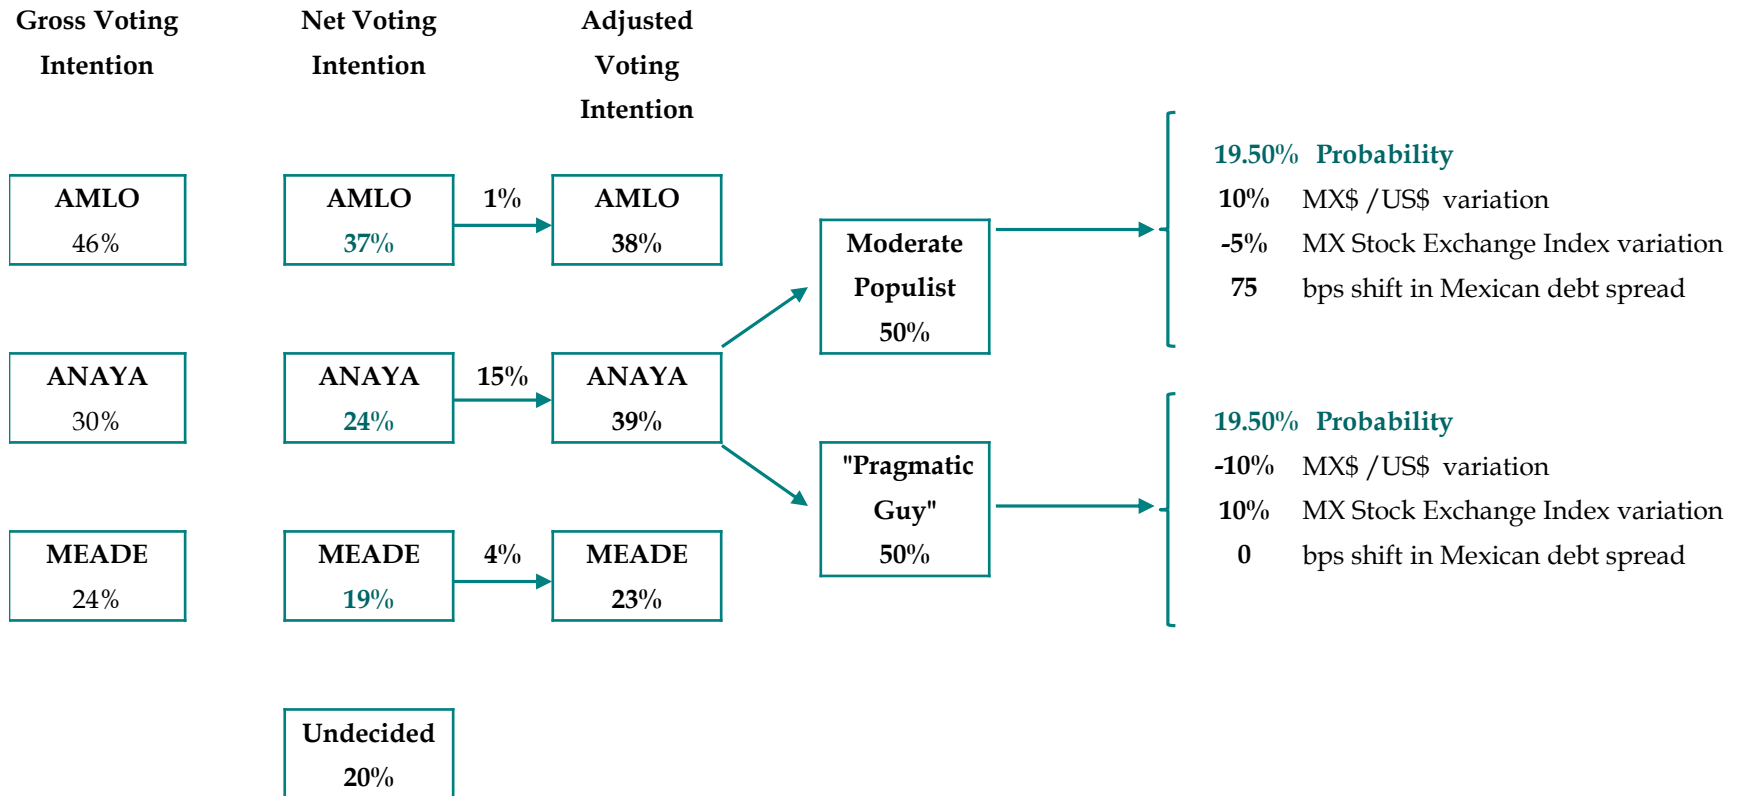 Gross Voting
Intention
Net Voting
Intention
Adjusted
Voting
Intention
AMLO
46%
AMLO
37%
1%
AMLO
38%
ANAYA
30%
ANAYA
24%
15%
ANAYA
39%
MEADE
24%
MEADE
19%
4%
MEADE
23%
Undecided
20%
Moderate
Populist
50%
"Pragmatic
Guy"
50%
19.50% Probability
10% MX$ / US$ variation
-5% MX Stock Exchange Index variation
75 bps shift in Mexican debt spread
19.50% Probability
-10% MX$ / US$ variation
10% MX Stock Exchange Index variation
0 bps shift in Mexican debt spread